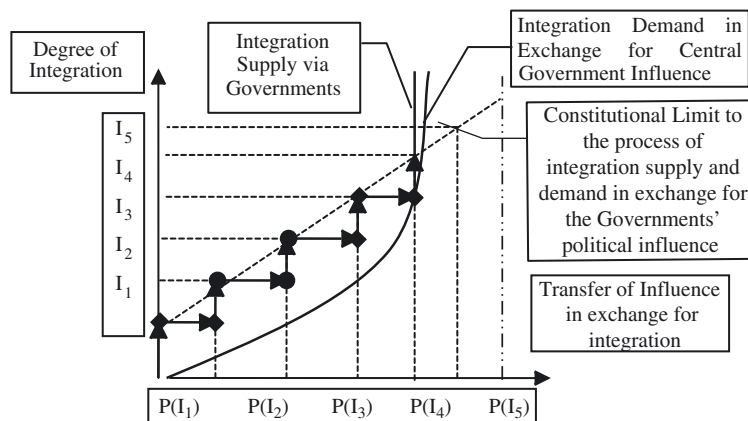 Degree of
Integration
Integration
Supply via
Governments
Integration Demand in
Exchange for Central
Government Influence
Constitutional Limit to
the process of
integration supply and
demand in exchange for
the Governments’
political influence
Transfer of Influence
in exchange for
integration
I₅
I₄
I₃
I₂
I₁
P(I₁) P(I₂) P(I₃) P(I₄) P(I₅)